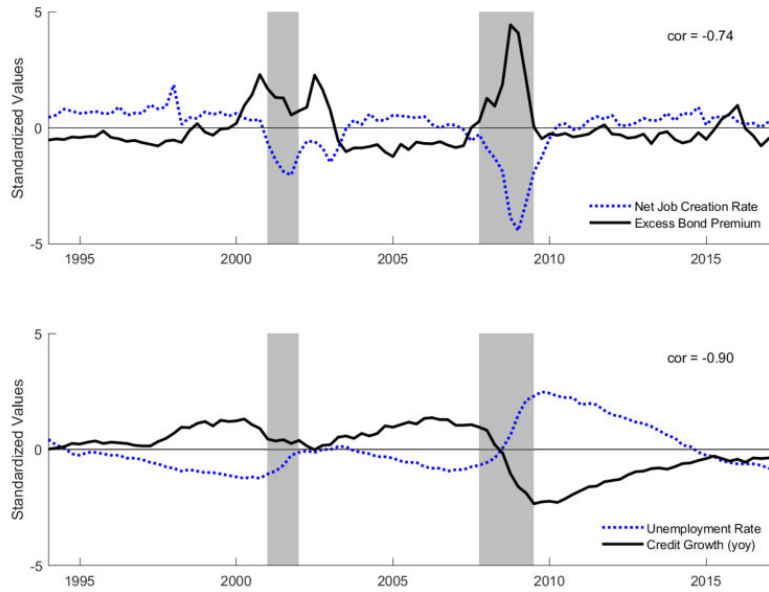 5
cor = -0.74
Standardized Values
0
Net Job Creation Rate
Excess Bond Premium
-5
1995 2000 2005 2010 2015
5
cor = -0.90
Standardized Values
0
Unemployment Rate
Credit Growth (yoy)
-5
1995 2000 2005 2010 2015